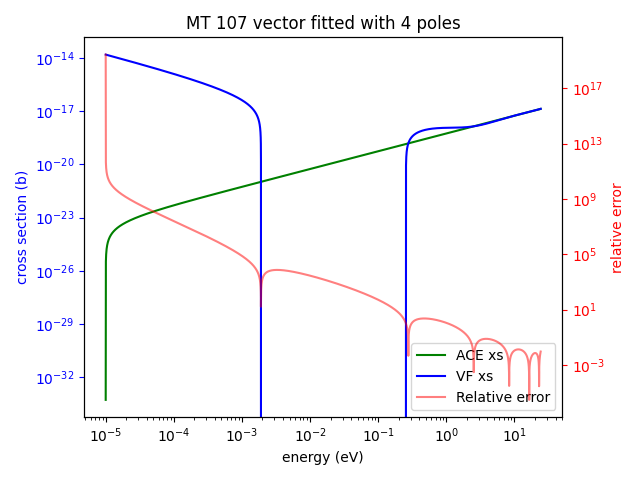 MT 107 vector fitted with 4 poles
cross section (b)
10^{-14}
10^{-17}
10^{-20}
10^{-23}
10^{-26}
10^{-29}
10^{-32}
10^{17}
10^{13}
10^{9}
10^{5}
10^{1}
10^{-3}
relative error
ACE xs
VF xs
Relative error
10^{-5} 10^{-4} 10^{-3} 10^{-2} 10^{-1} 10^{0} 10^{1}
energy (eV)